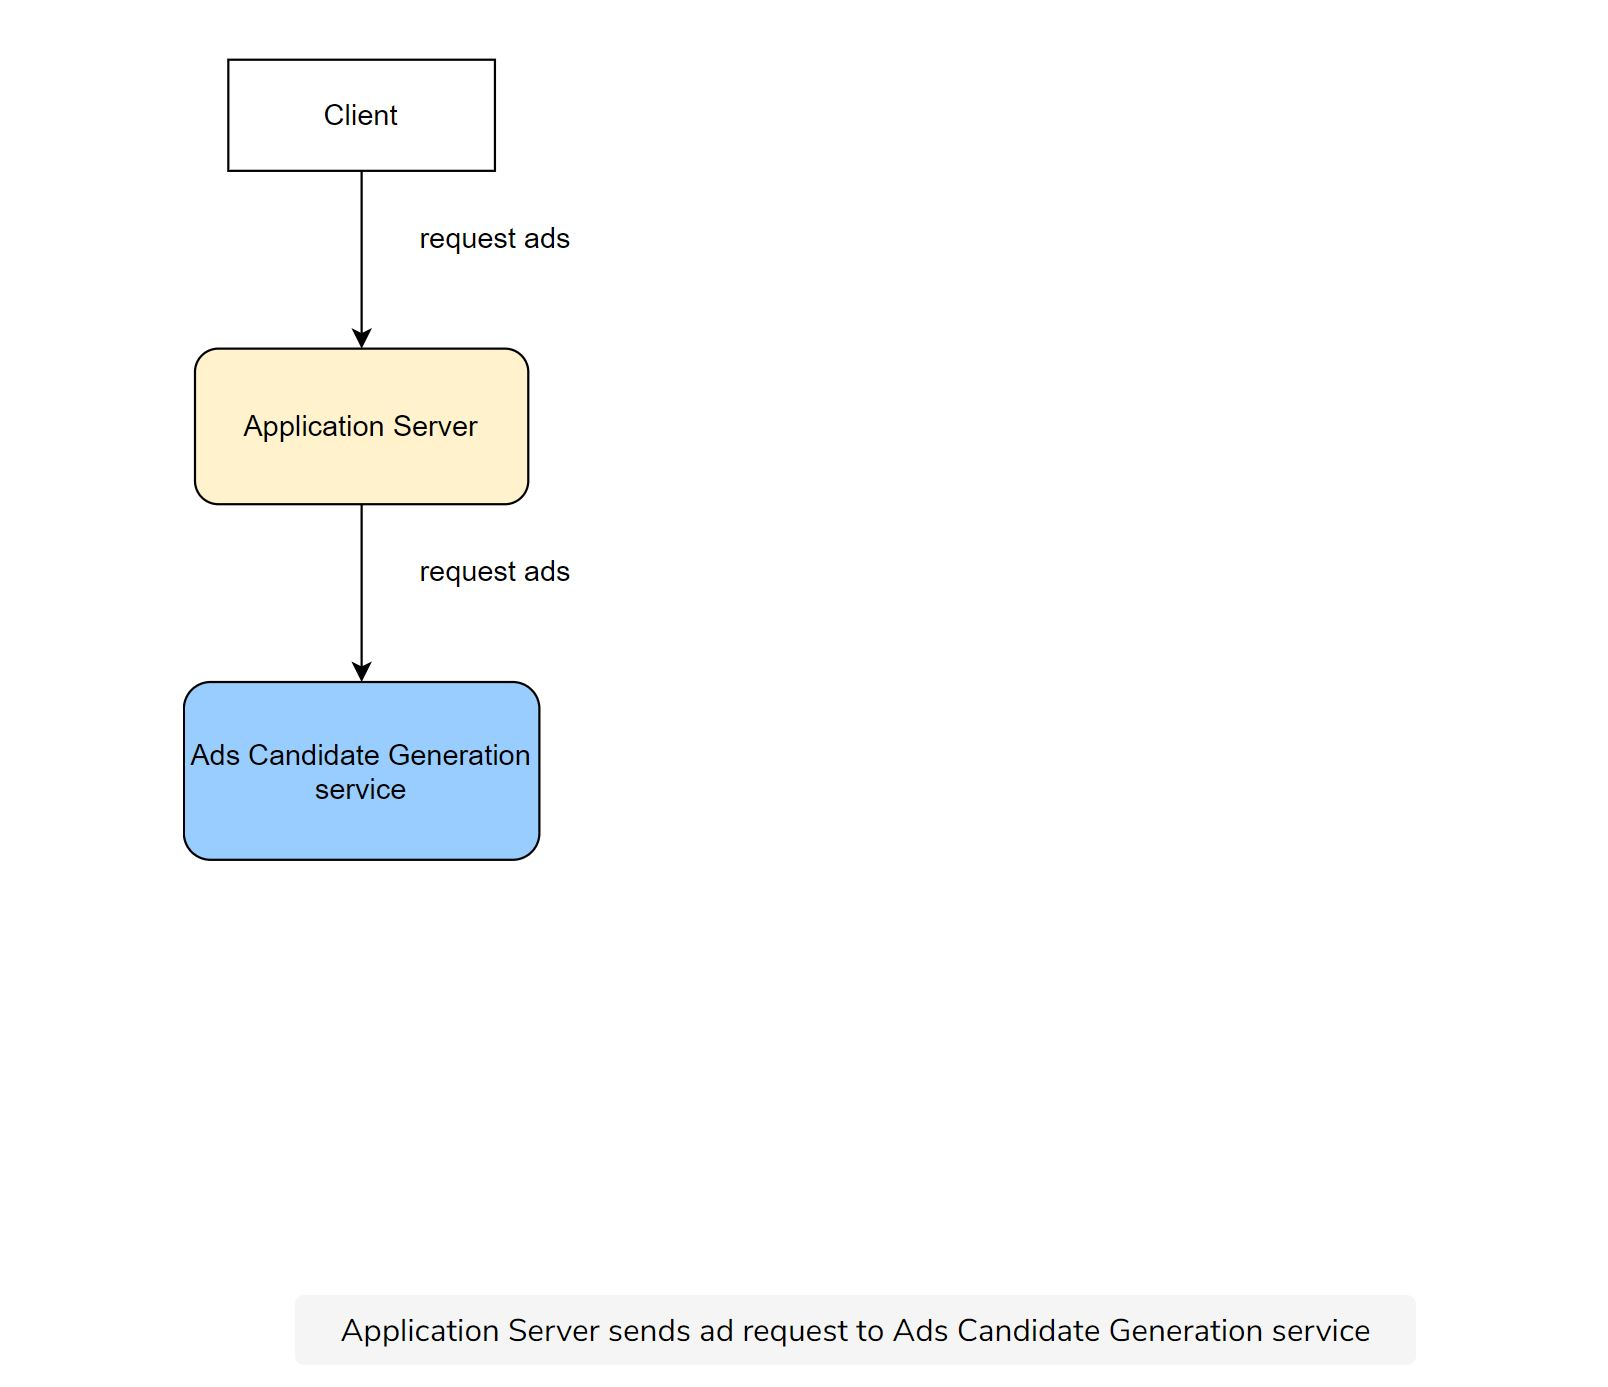 Client
request ads
Application Server
request ads
Ads Candidate Generation
service
Application Server sends ad request to Ads Candidate Generation service